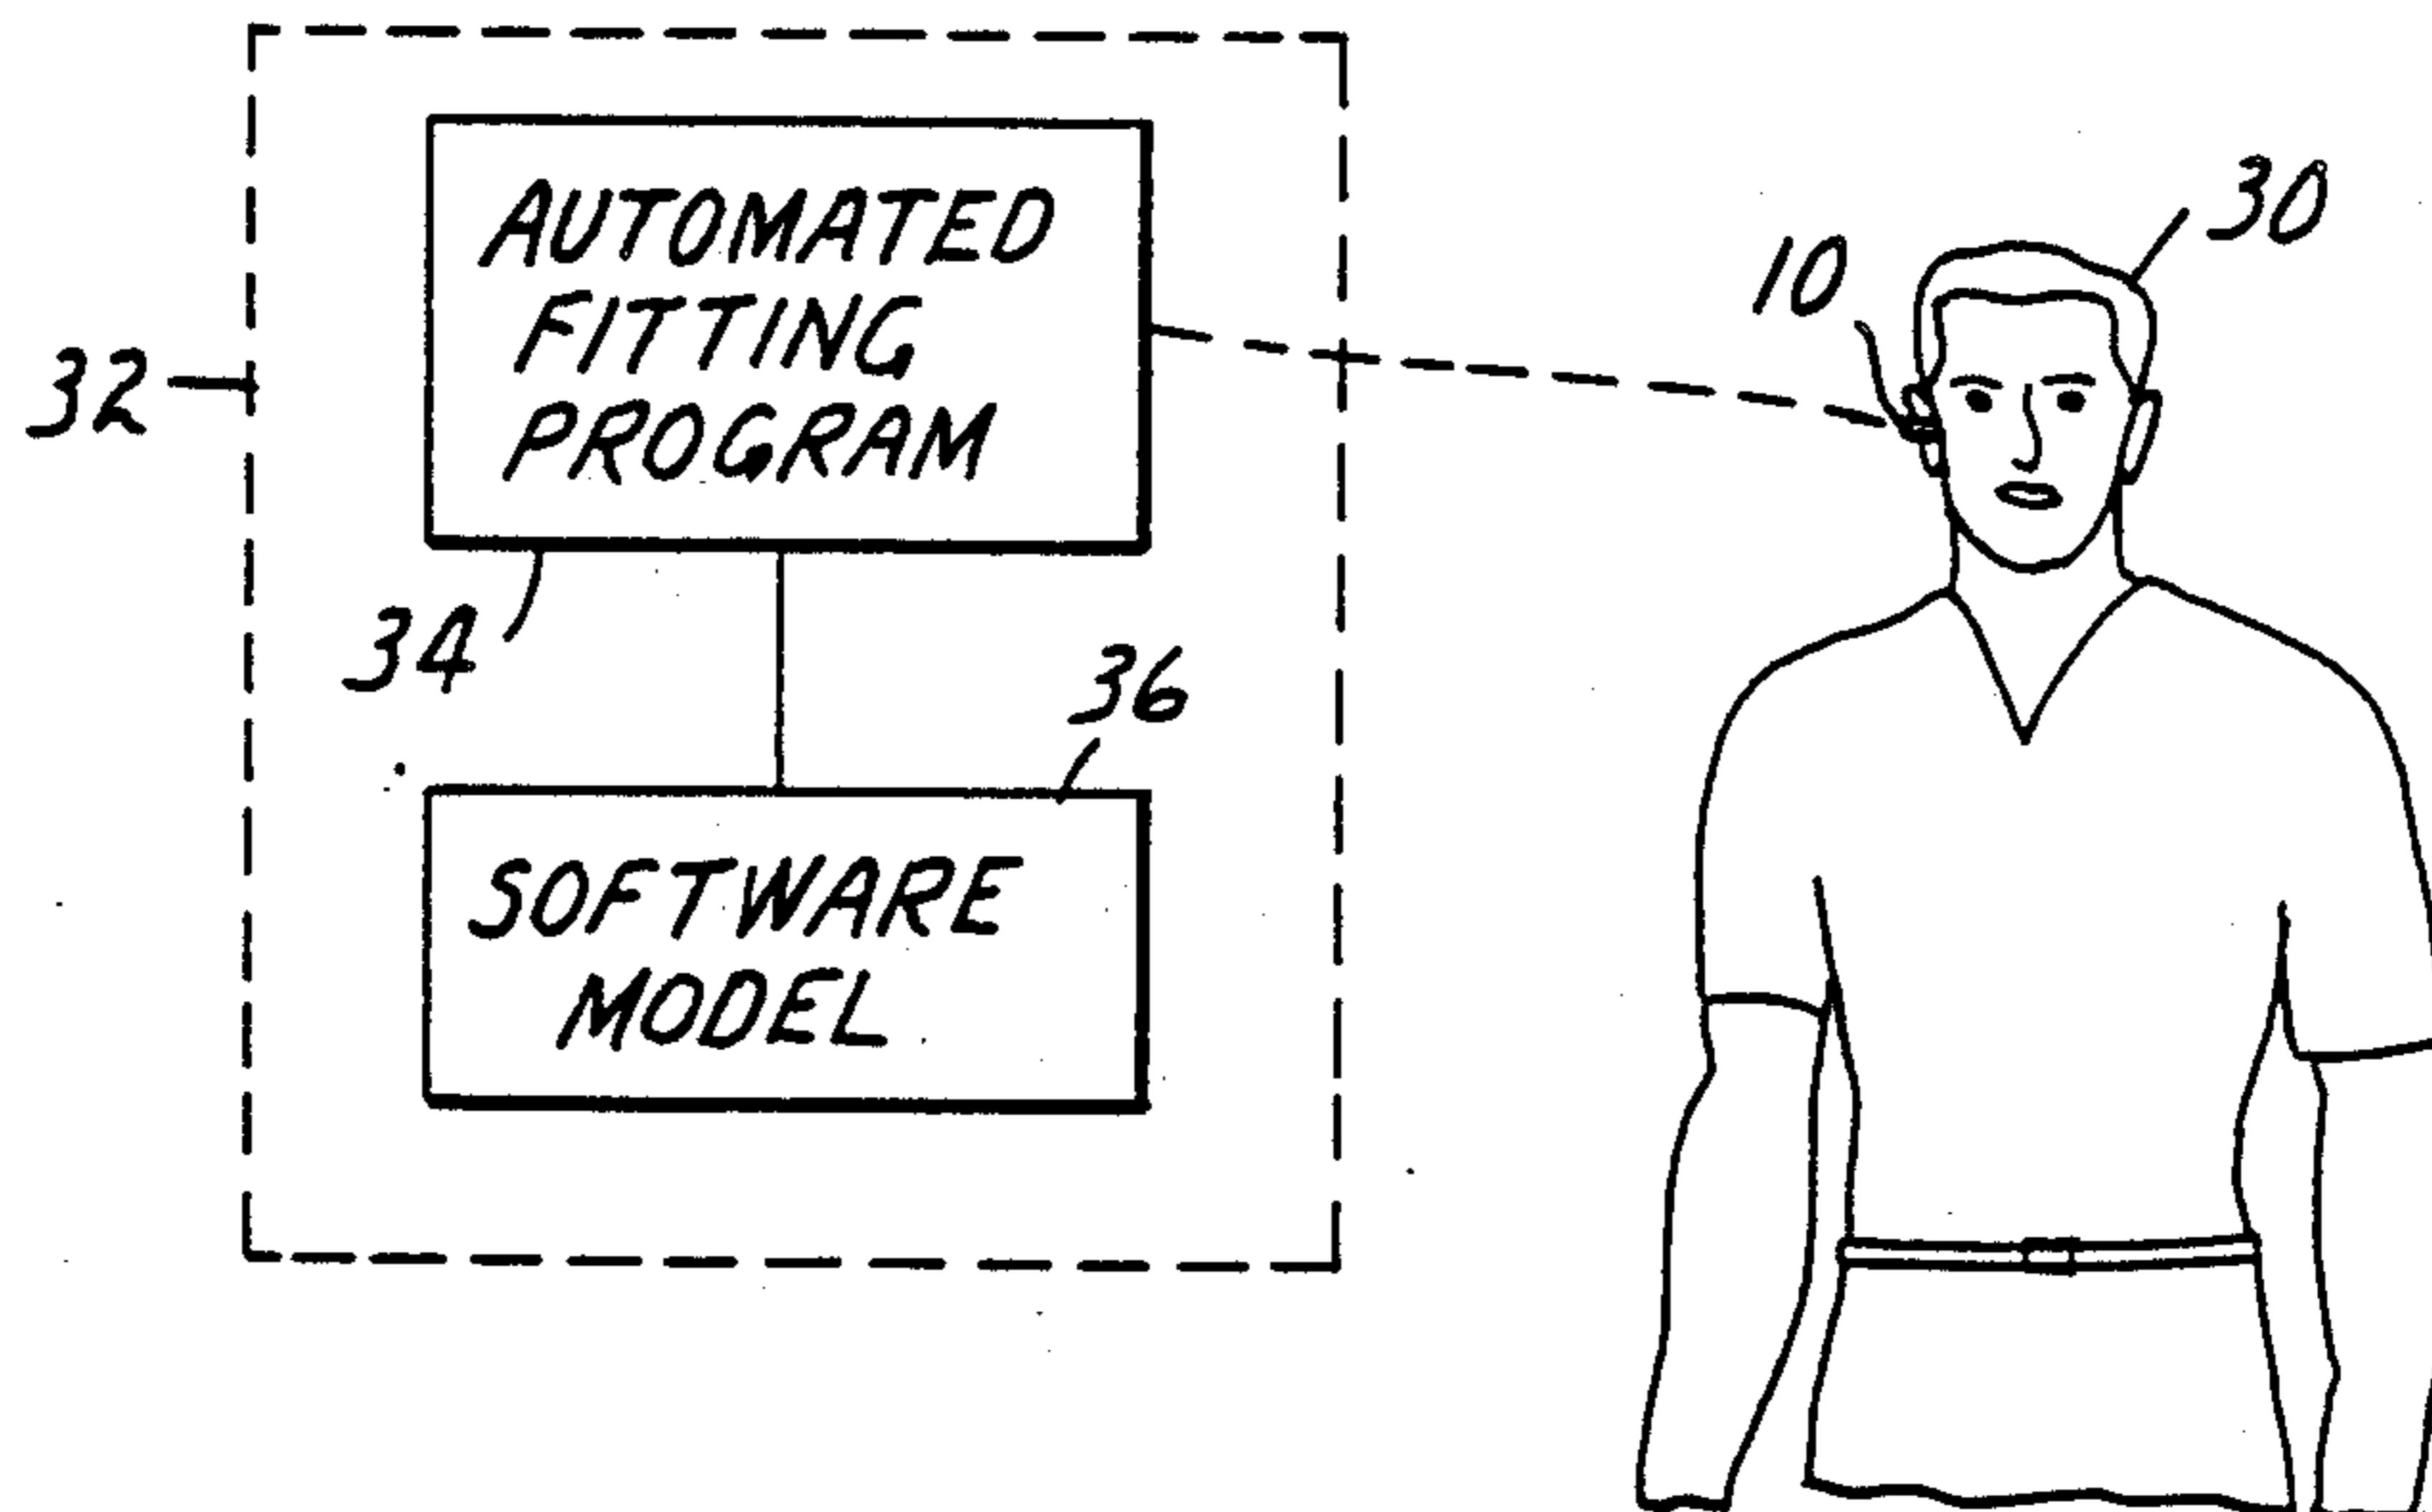 AUTOMATED
FITTING
PROGRAM
32
34
36
SOFTWARE
MODEL
10
30